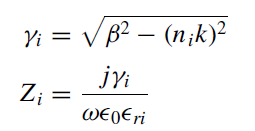 γᵢ = √(β² − (nᵢk)²)
Zᵢ = jγᵢ / ωϵ₀ϵᵣᵢ